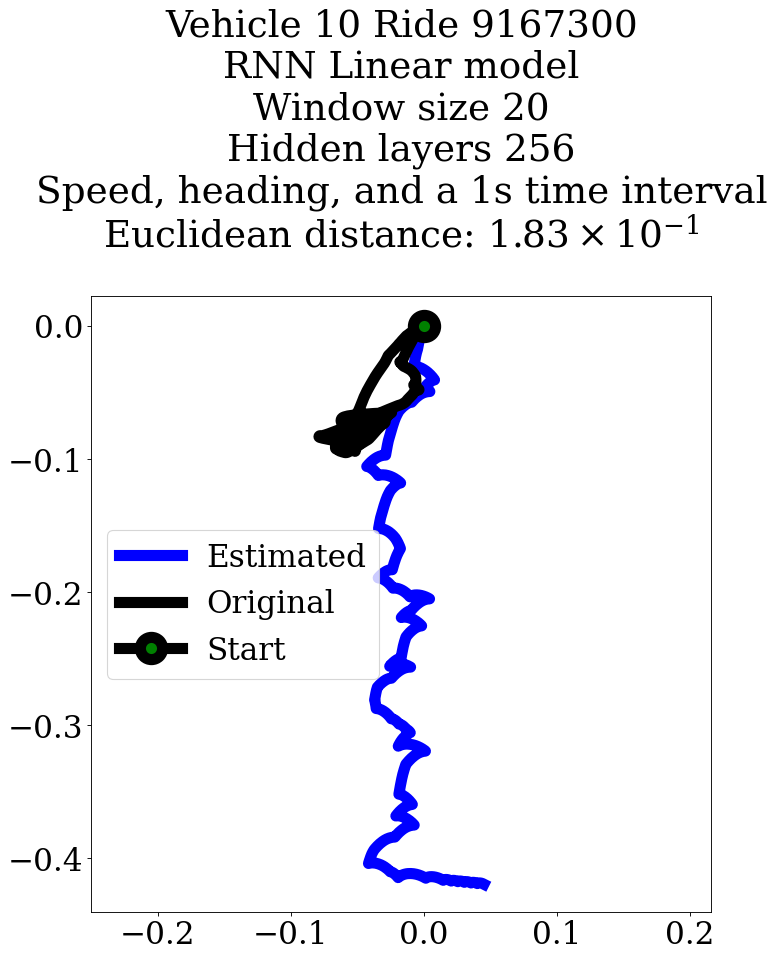 Vehicle 10 Ride 9167300
RNN Linear model
Window size 20
Hidden layers 256
Speed, heading, and a 1s time interval
Euclidean distance: 1.83 × 10⁻¹
0.0
−0.1
−0.2
−0.3
−0.4
Estimated
Original
Start
−0.2 −0.1 0.0 0.1 0.2